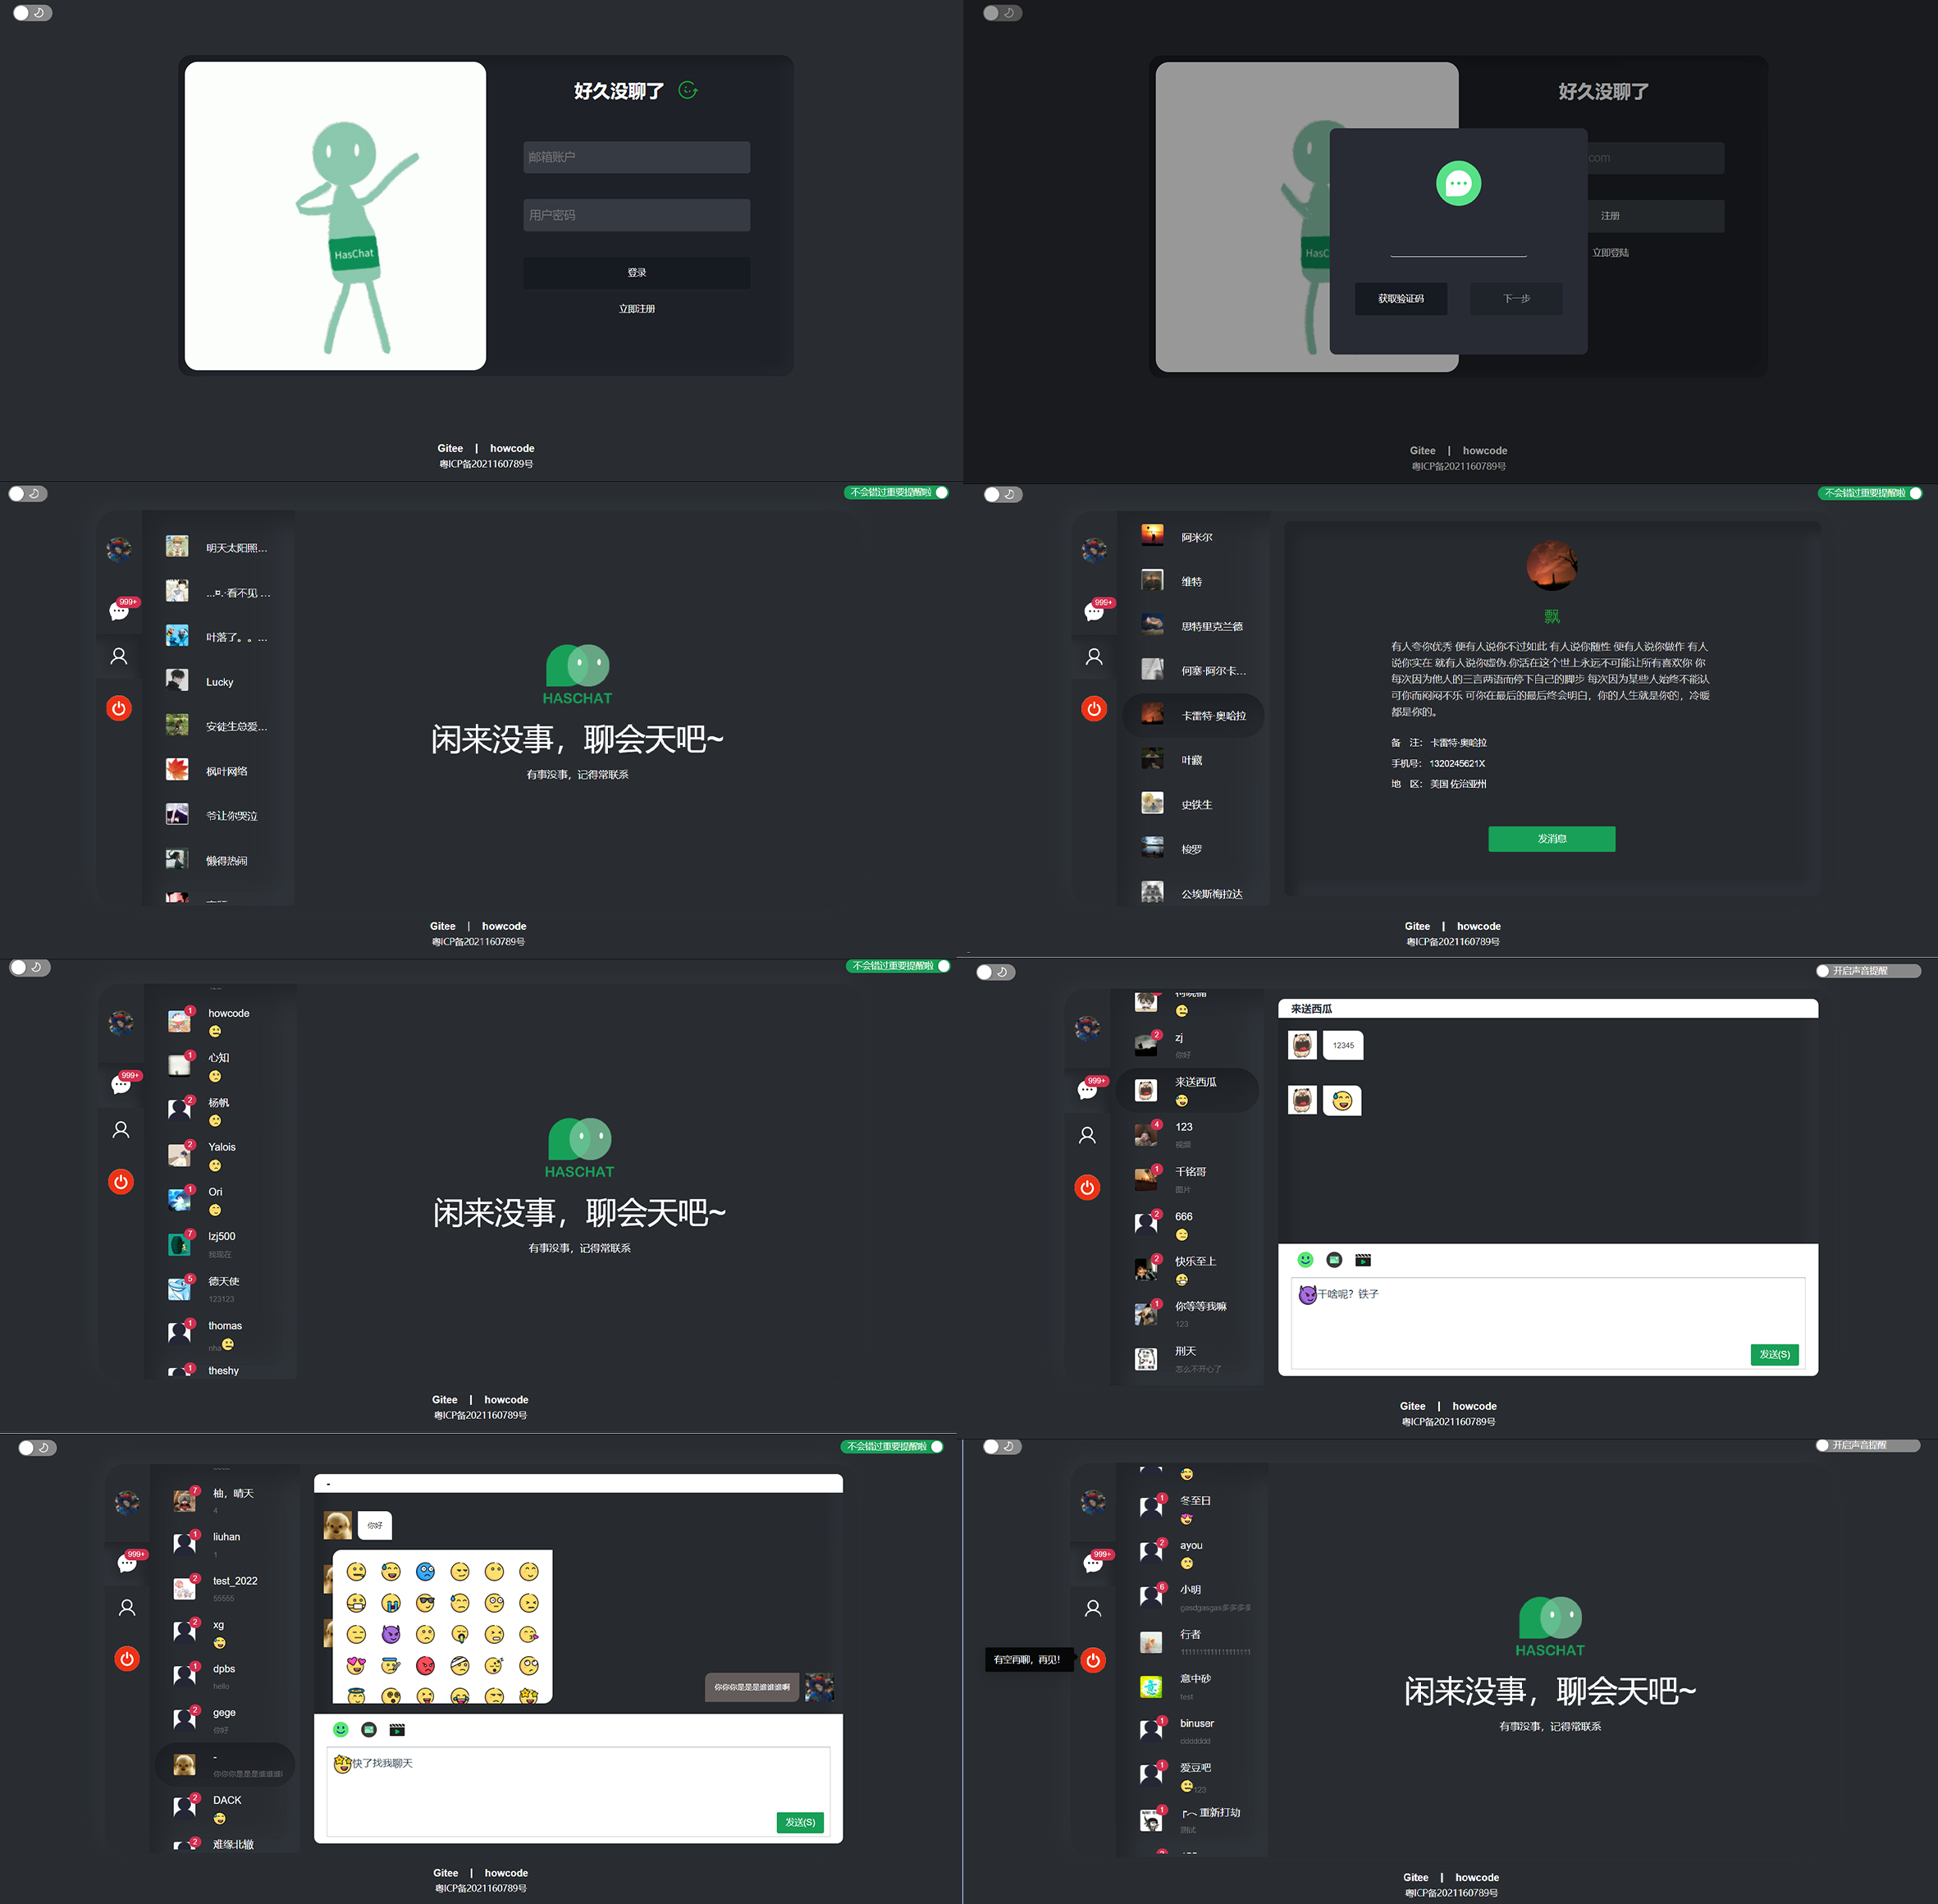 好久没聊了
邮箱账户
用户密码
HasChat
登录
立即注册
Gitee | howcode
粤ICP备2021160789号
好久没聊了
com
注册
HasC
立即登陆
获取验证码
下一步
Gitee | howcode
粤ICP备2021160789号
不会错过重要提醒啦
明天太阳照...
999+
叶落了。。...
Lucky
安徒生总爱...
枫叶网络
爷让你哭泣
懒得热闹
HASCHAT
闲来没事，聊会天吧~
有事没事，记得常联系
Gitee | howcode
粤ICP备2021160789号
不会错过重要提醒啦
999+
阿米尔
维特
思特里克兰德
何塞·阿尔卡...
卡雷特·奥哈拉
叶藏
史铁生
梭罗
公埃斯梅拉达
飘
有人夸你优秀 便有人说你不过如此 有人说你随性 便有人说你做作 有人
说你实在 就有人说你虚伪.你活在这个世上永远不可能让所有喜欢你 你
每次因为他人的三言两语而停下自己的脚步 每次因为某些人始终不能认
可你而闷闷不乐 可你在最后的最后终会明白，你的人生就是你的，冷暖
都是你的。
备 注： 卡雷特·奥哈拉
手机号： 1320245621X
地 区： 美国 佐治亚州
发消息
Gitee | howcode
粤ICP备2021160789号
不会错过重要提醒啦
999+
1
howcode
1
心知
2
杨帆
2
Yalois
1
Ori
7
lzj500
我现在
5
德天使
123123
1
thomas
nha
1
theshy
HASCHAT
闲来没事，聊会天吧~
有事没事，记得常联系
Gitee | howcode
粤ICP备2021160789号
开启声音提醒
999+
2
zj
你好
来送西瓜
4
123
视频
1
千铭哥
图片
2
666
2
快乐至上
1
你等等我嘛
123
刑天
怎么不开心了
来送西瓜
12345
干啥呢？铁子
发送(S)
Gitee | howcode
粤ICP备2021160789号
不会错过重要提醒啦
999+
7
柚，晴天
4
1
liuhan
1
2
test_2022
55555
2
xg
1
dpbs
hello
2
gege
你好
-
你你你是是是谁谁谁
2
DACK
2
难缘北辙
-
你好
你你你是是是谁谁谁啊
快了找我聊天
发送(S)
Gitee | howcode
粤ICP备2021160789号
开启声音提醒
999+
有空再聊，再见!
1
冬至日
2
ayou
6
小明
gasdgasgas多多多多
行者
意中砂
test
1
binuser
ddddddd
1
爱豆吧
123
1
重新打动
测试
HASCHAT
闲来没事，聊会天吧~
有事没事，记得常联系
Gitee | howcode
粤ICP备2021160789号